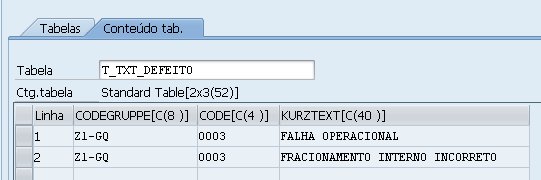 Tabelas Conteúdo tab.
Tabela T_TXT_DEFEITO
Ctg.tabela Standard Table[2x3(52)]
Linha CODEGRUPPE[C(8 )] CODE[C(4 )] KURZTEXT[C(40 )]
1 Z1-GQ 0003 FALHA OPERACIONAL
2 Z1-GQ 0003 FRACIONAMENTO INTERNO INCORRETO